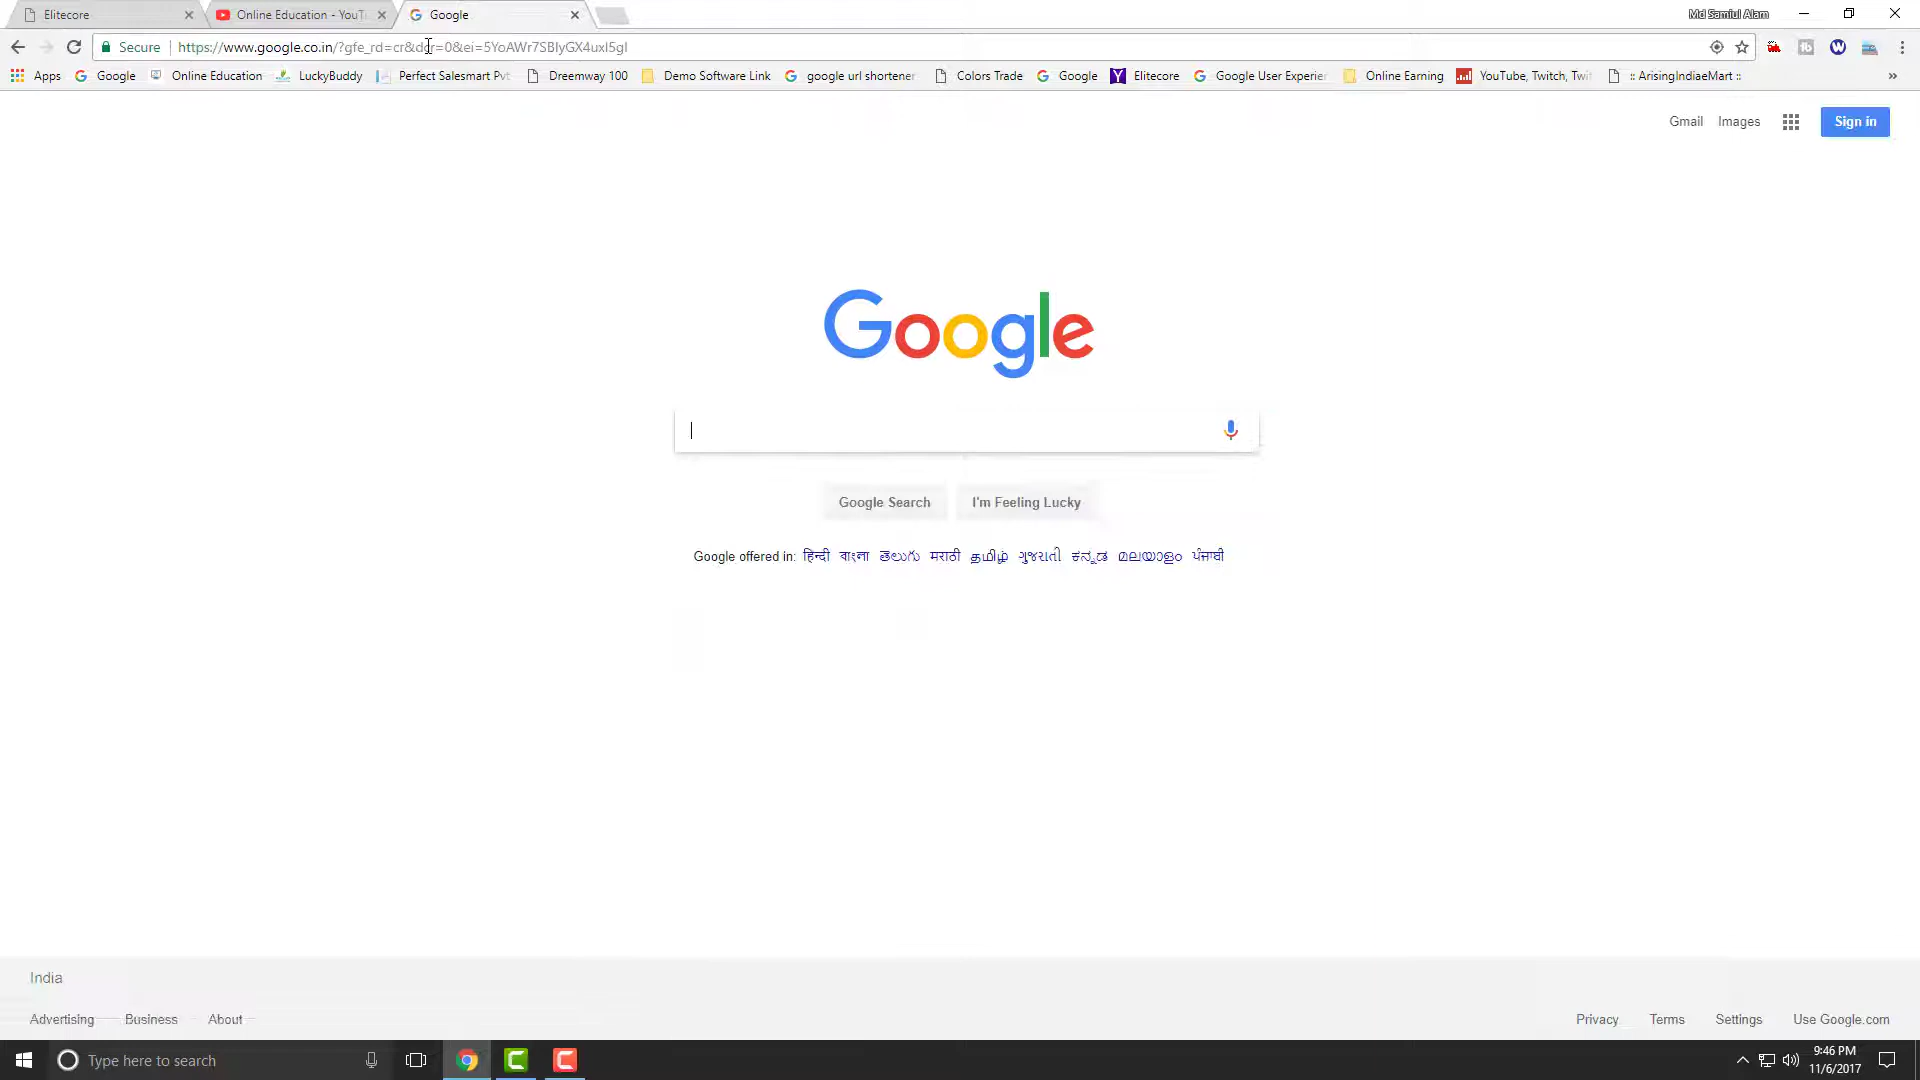 Elitecore
Online Education - YouTu
Google
Md Samiul Alam
Secure https://www.google.co.in/?gfe_rd=cr&dcr=0&ei=5YoAWr7SBIyGX4uxl5gI
Apps Google Online Education LuckyBuddy Perfect Salesmart Pvt Dreemway 100 Demo Software Link google url shortener Colors Trade Google Elitecore Google User Experien Online Earning YouTube, Twitch, Twit :: ArisingIndiaeMart :: »
Gmail Images Sign in
Google
Google Search I'm Feeling Lucky
Google offered in: हिन्दी বাংলা తెలుగు मराठी தமிழ் ગુજરાતી ಕನ್ನಡ മലയാളം ਪੰਜਾਬੀ
India
Advertising Business About Privacy Terms Settings Use Google.com
Type here to search
9:46 PM
11/6/2017